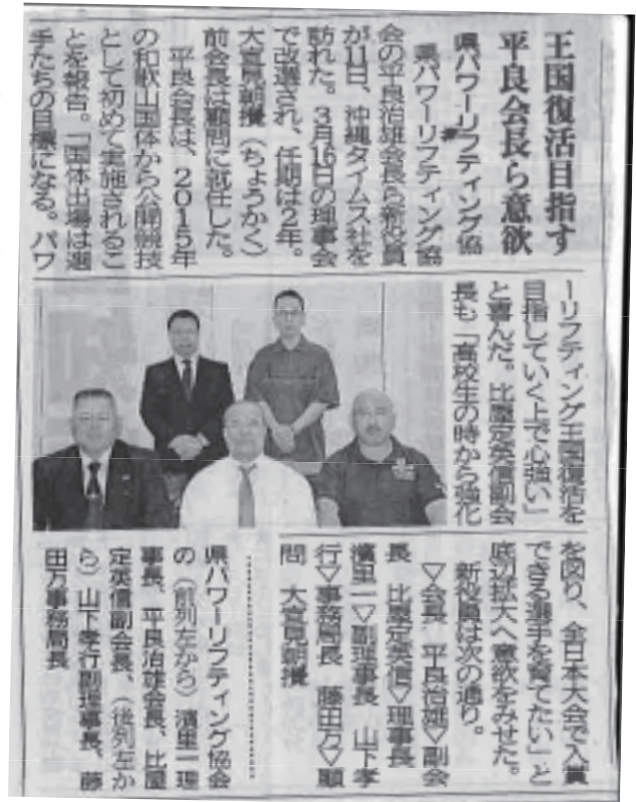 王国復活目指す
平良会長ら意欲
県パワーリフティング協
県パワーリフティング協
会の平良治雄会長ら新役員
が11日、沖縄タイムス社を
訪れた。3月16日の理事会
で改選され、任期は2年。
大宜見朝撰(ちょうかく)
前会長は顧問に就任した。
平良会長は、2015年
の和歌山国体から公開競技
として初めて実施されるこ
とを報告。「国体出場は選
手たちの目標になる。パワ
ーリフティング王国復活を
目指していく上で心強い」
と喜んだ。比屋定英信副会
長も「高校生の時から強化
を図り、全日本大会で入賞
できる選手を育てたい」と
底辺拡大へ意欲をみせた。
新役員は次の通り。
▽会長 平良治雄▽副会
長 比屋定英信▽理事長
濱里一▽副理事長 山下孝
行▽事務局長 藤田万▽顧
問 大宜見朝撰
県パワーリフティング協会
の(前列左から)濱里一理
事長、平良治雄会長、比屋
定英信副会長、(後列左か
ら)山下孝行副理事長、藤
田万事務局長